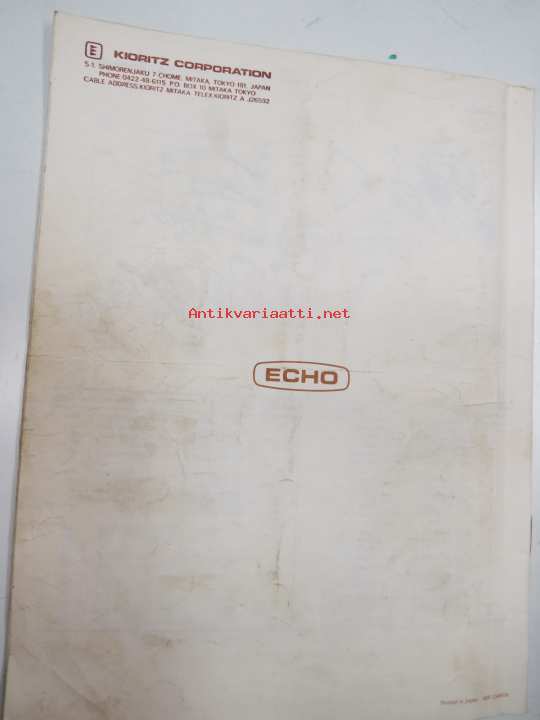 E KIORITZ CORPORATION
5-1. SHIMORENJAKU 7-CHOME. MITAKA, TOKYO 181, JAPAN
PHONE:0422-48-6115 P.O. BOX 10 MITAKA TOKYO
CABLE ADDRESS:KIORITZ MITAKA TELEX:KIORITZ A J26592
Antikvariaatti.net
ECHO
Printed in Japan